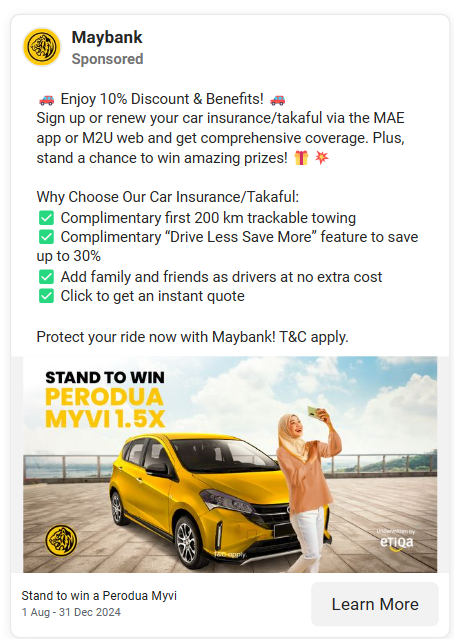 Maybank
Sponsored
🚗 Enjoy 10% Discount & Benefits! 🚗
Sign up or renew your car insurance/takaful via the MAE
app or M2U web and get comprehensive coverage. Plus,
stand a chance to win amazing prizes! 🎁 💥
Why Choose Our Car Insurance/Takaful:
✅ Complimentary first 200 km trackable towing
✅ Complimentary “Drive Less Save More” feature to save
up to 30%
✅ Add family and friends as drivers at no extra cost
✅ Click to get an instant quote
Protect your ride now with Maybank! T&C apply.
STAND TO WIN
PERODUA
MYVI 1.5X
Underwritten by
etiqa
T&C apply.
Stand to win a Perodua Myvi
1 Aug - 31 Dec 2024
Learn More